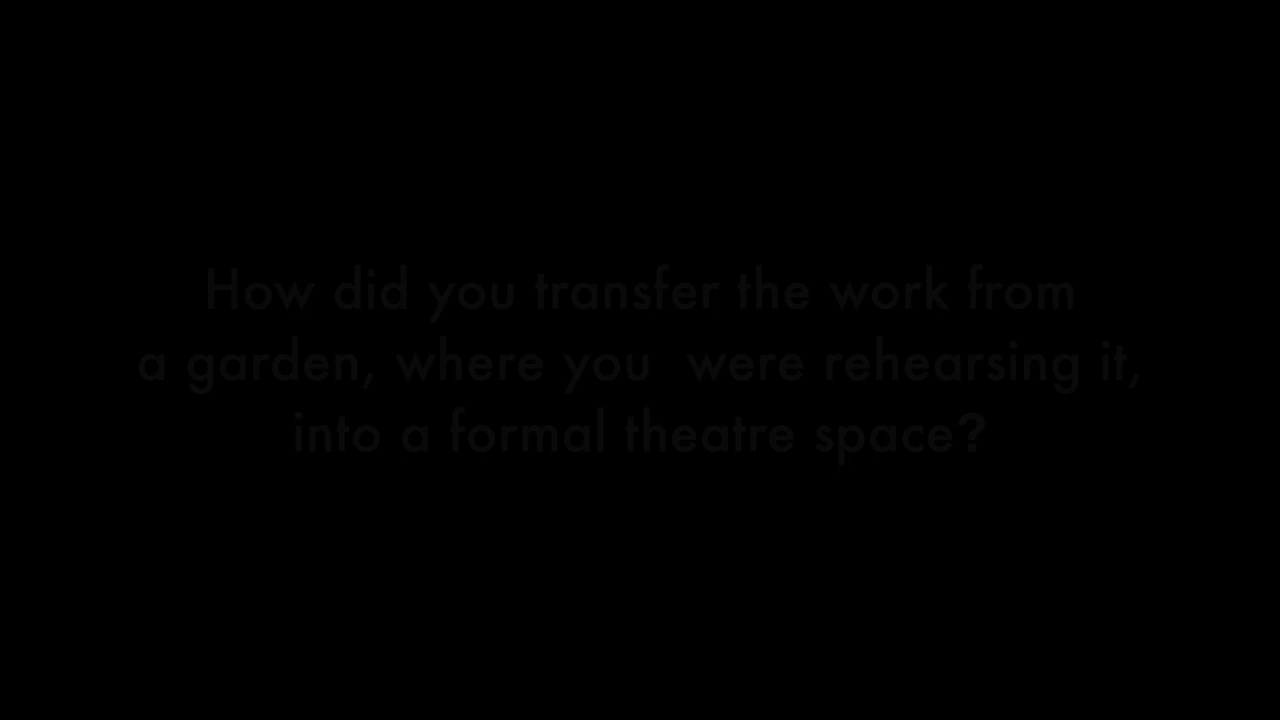 How did you transfer the work from
a garden, where you  were rehearsing it,
into a formal theatre space?